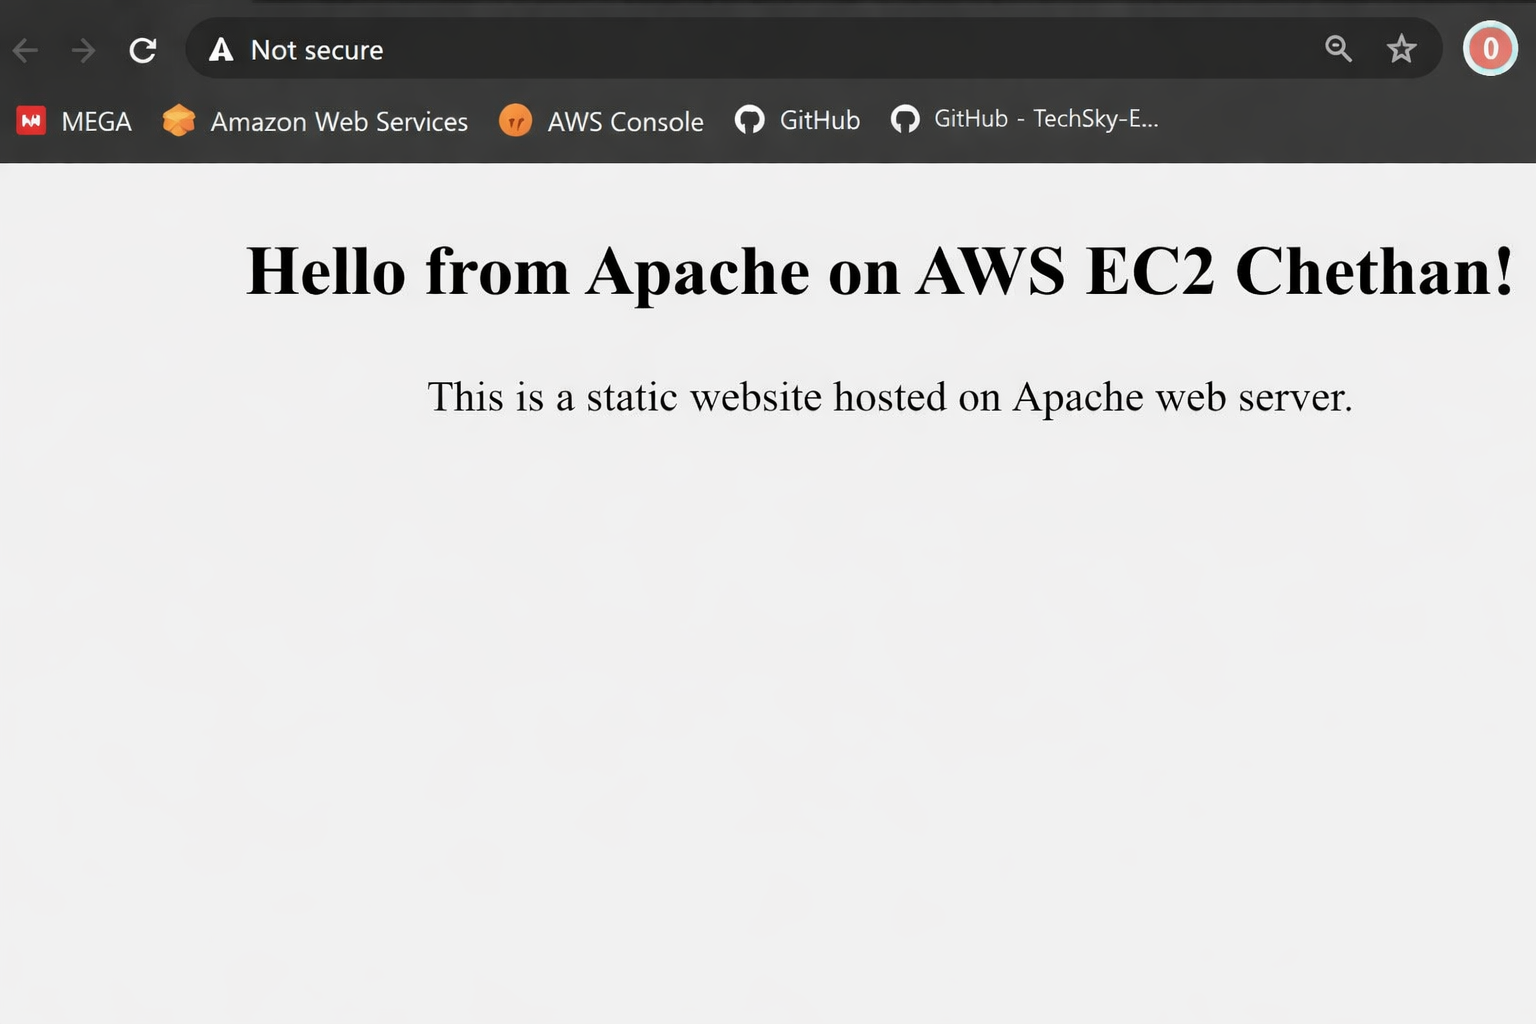 Not secure
0
MEGA Amazon Web Services AWS Console GitHub GitHub - TechSky-E...
Hello from Apache on AWS EC2 Chethan!
This is a static website hosted on Apache web server.